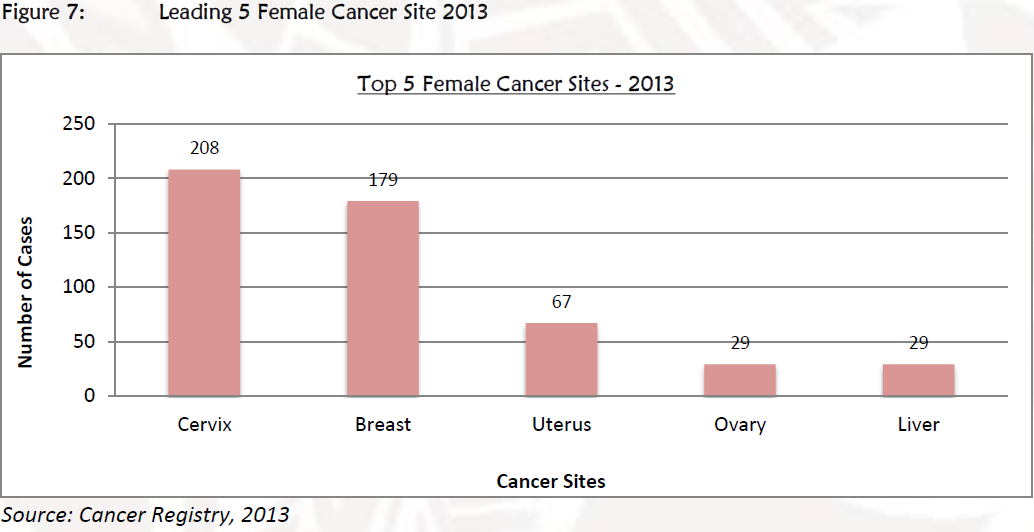 Figure 7: Leading 5 Female Cancer Site 2013
Top 5 Female Cancer Sites - 2013
250
208
200
179
150
100
67
50
29
29
0
Number of Cases
Cervix Breast Uterus Ovary Liver
Cancer Sites
Source: Cancer Registry, 2013